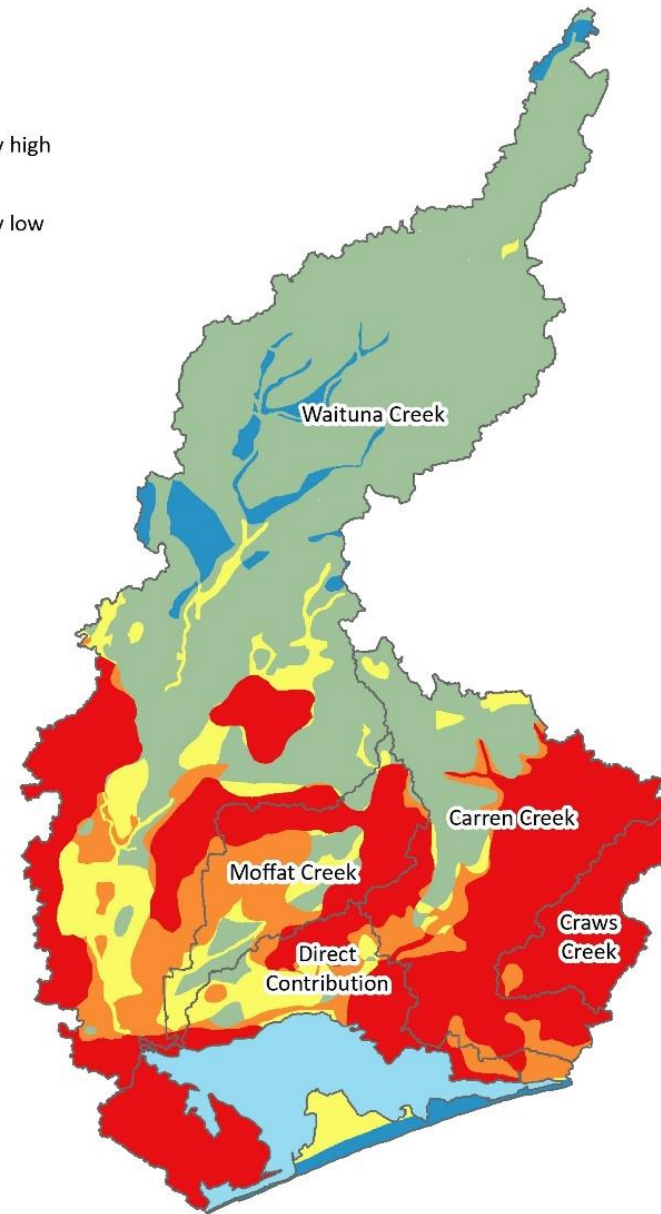 y high
y low
Waituna Creek
Carren Creek
Moffat Creek
Craws
Creek
Direct
Contribution